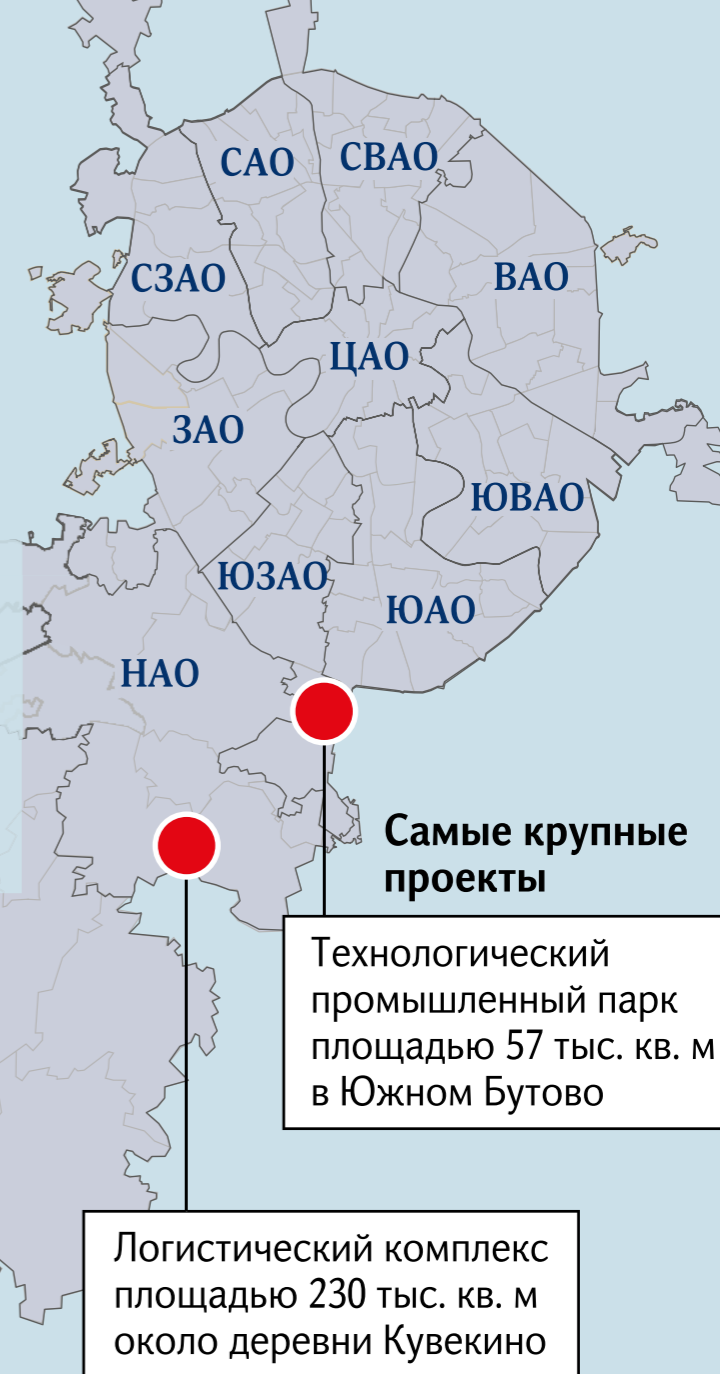 САО
СВАО
СЗАО
ВАО
ЦАО
ЗАО
ЮВАО
ЮЗАО
ЮАО
НАО
Самые крупные
проекты
Технологический
промышленный парк
площадью 57 тыс. кв. м
в Южном Бутово
Логистический комплекс
площадью 230 тыс. кв. м
около деревни Кувекино